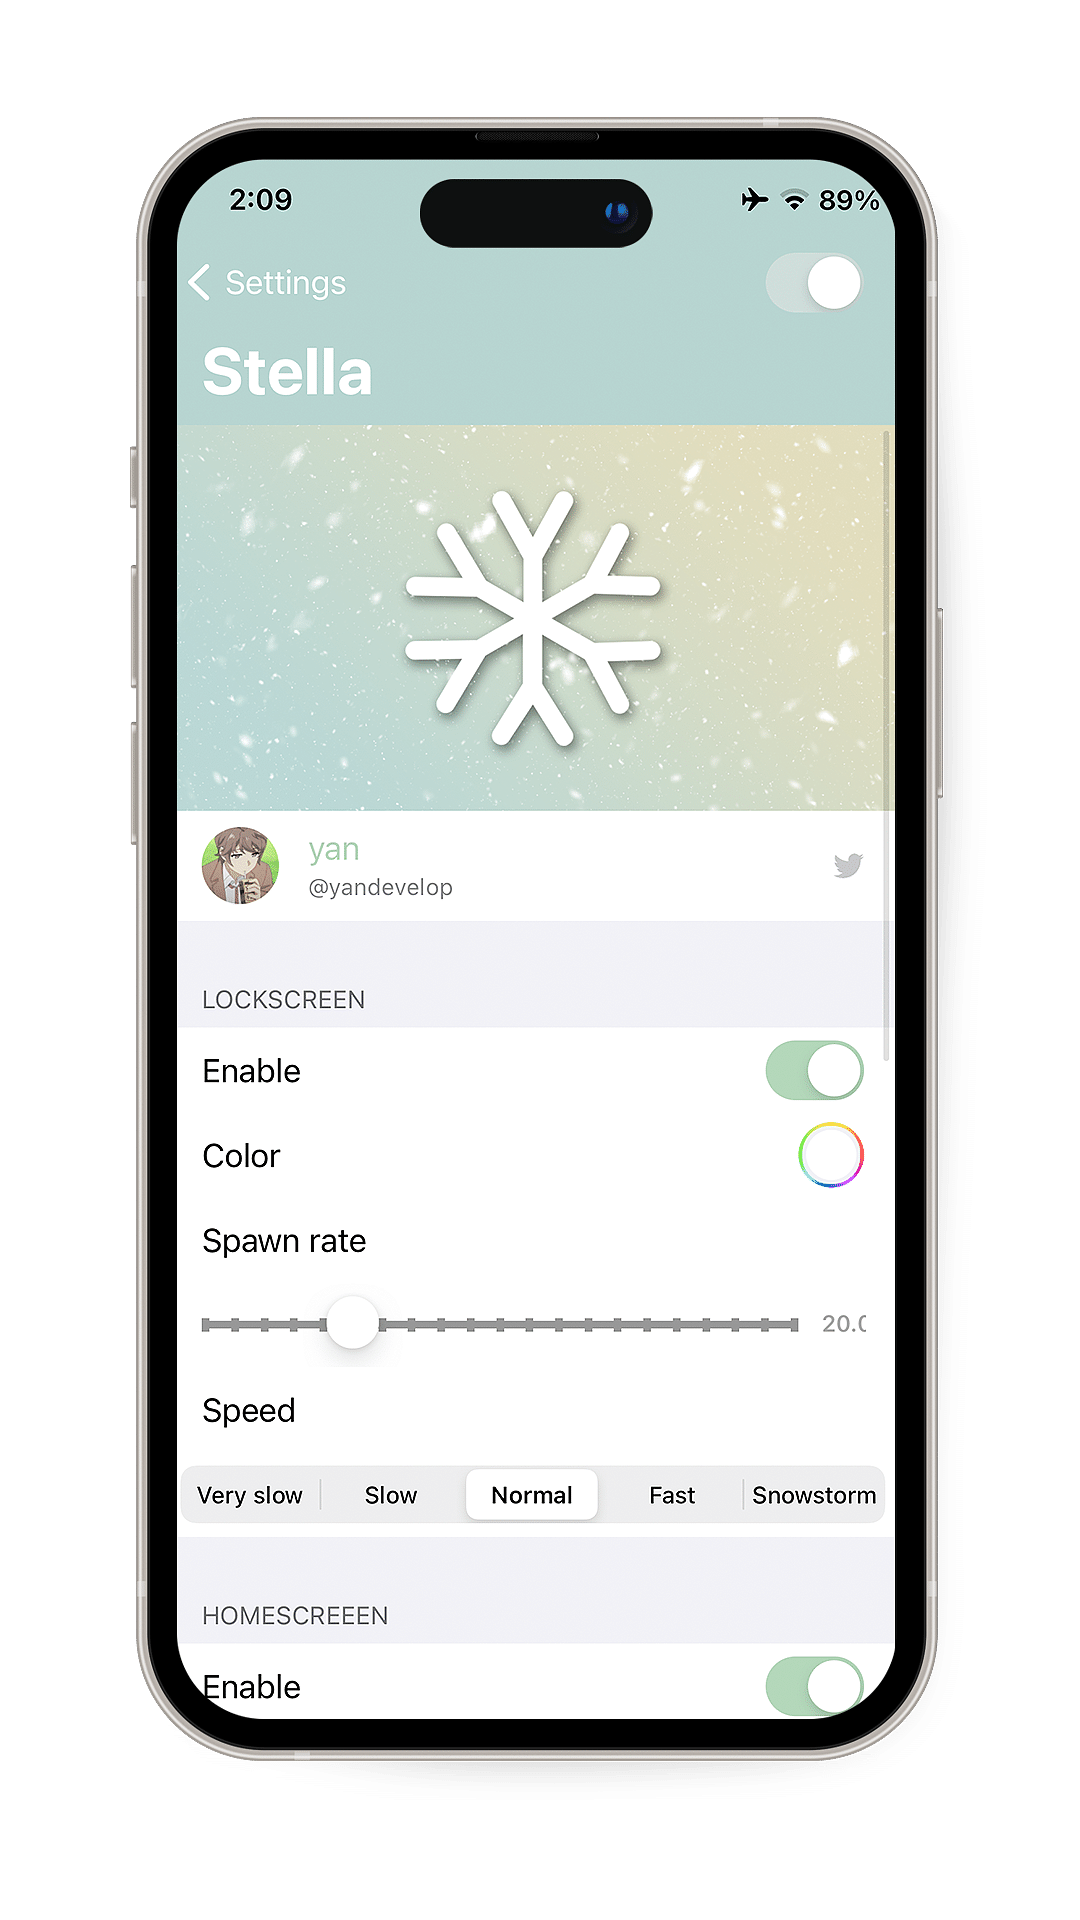 2:09
89%
Settings
Stella
yan
@yandevelop
LOCKSCREEN
Enable
Color
Spawn rate
20.0
Speed
Very slow Slow Normal Fast Snowstorm
HOMESCREEEN
Enable